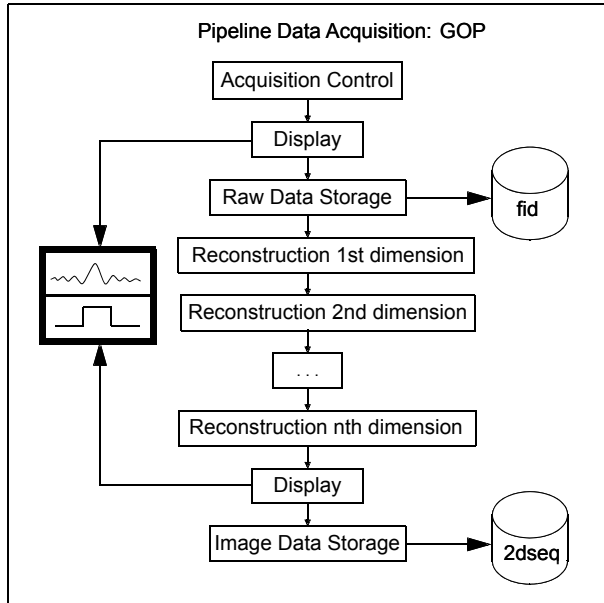 Pipeline Data Acquisition: GOP
Acquisition Control
Display
Raw Data Storage
fid
Reconstruction 1st dimension
Reconstruction 2nd dimension
. . .
Reconstruction nth dimension
Display
Image Data Storage
2dseq